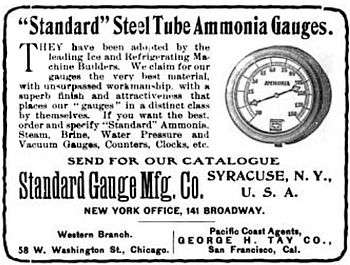 "Standard" Steel Tube Ammonia Gauges.
THEY have been adopted by the
leading Ice and Refrigerating Ma-
chine Builders. We claim for our
gauges the very best material,
with unsurpassed workmanship, with a
superb finish and attractiveness that
places our "gauges" in a distinct class
by themselves. If you want the best,
order and specify "Standard" Ammonia,
Steam, Brine, Water Pressure and
Vacuum Gauges, Counters, Clocks, etc.
AMMONIA
SEND FOR OUR CATALOGUE
Standard Gauge Mfg. Co. SYRACUSE, N. Y.,
U. S. A.
NEW YORK OFFICE, 141 BROADWAY.
Western Branch.
58 W. Washington St., Chicago.
Pacific Coast Agents,
GEORGE H. TAY CO.,
San Francisco, Cal.